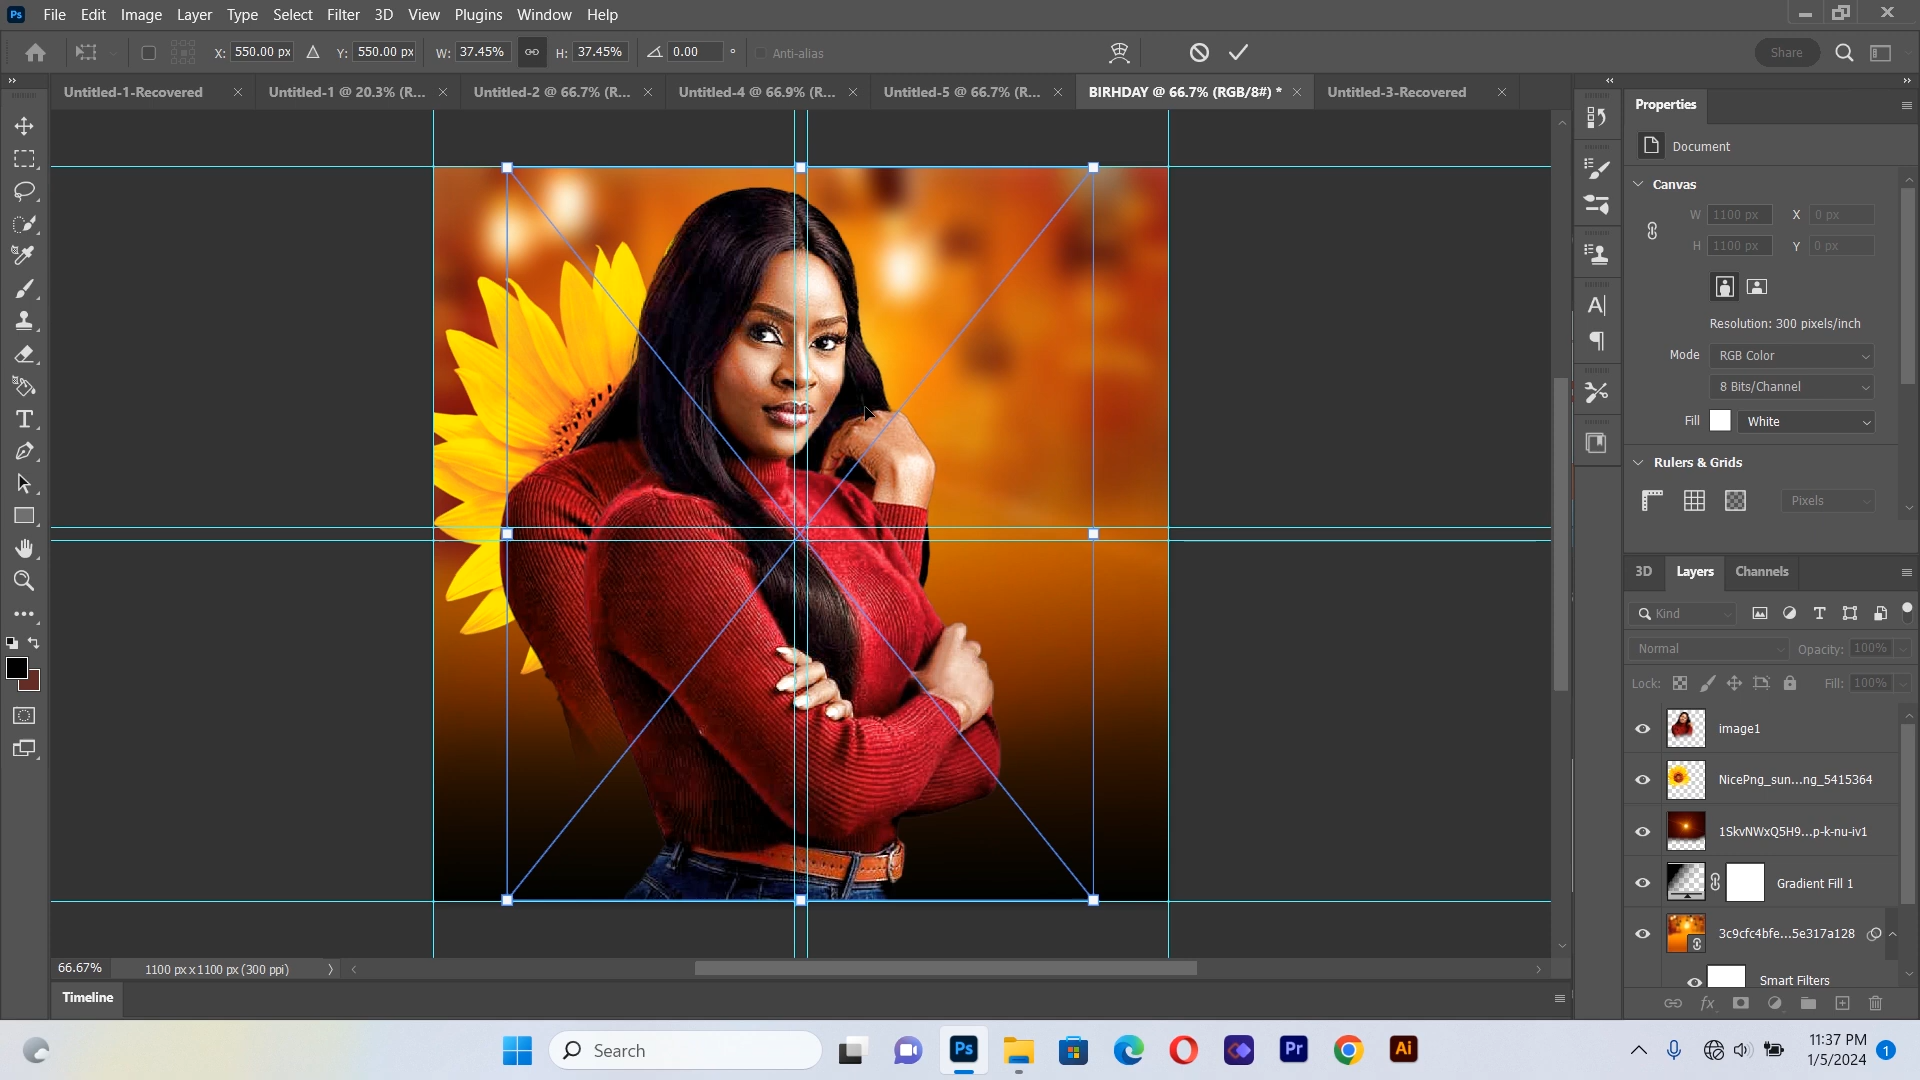 Ps File Edit Image Layer Type Select Filter 3D View Plugins Window Help
X: 550.00 px Y: 550.00 px W: 37.45% H: 37.45% 0.00 ° Anti-alias Share
Untitled-1-Recovered Untitled-1 @ 20.3% (R... Untitled-2 @ 66.7% (R... Untitled-4 @ 66.9% (R... Untitled-5 @ 66.7% (R... BIRHDAY @ 66.7% (RGB/8#) * Untitled-3-Recovered
Properties
Document
Canvas
W 1100 px X 0 px
H 1100 px Y 0 px
Resolution: 300 pixels/inch
Mode RGB Color
8 Bits/Channel
Fill White
Rulers & Grids
Pixels
3D Layers Channels
Kind
Normal Opacity: 100%
Lock: Fill: 100%
image1
NicePng_sun...ng_5415364
1SkvNWxQ5H9...p-k-nu-iv1
Gradient Fill 1
3c9cfc4bfe...5e317a128
Smart Filters
66.67% 1100 px x 1100 px (300 ppi)
Timeline
Search
Ps Pr Ai
11:37 PM
1/5/2024
1